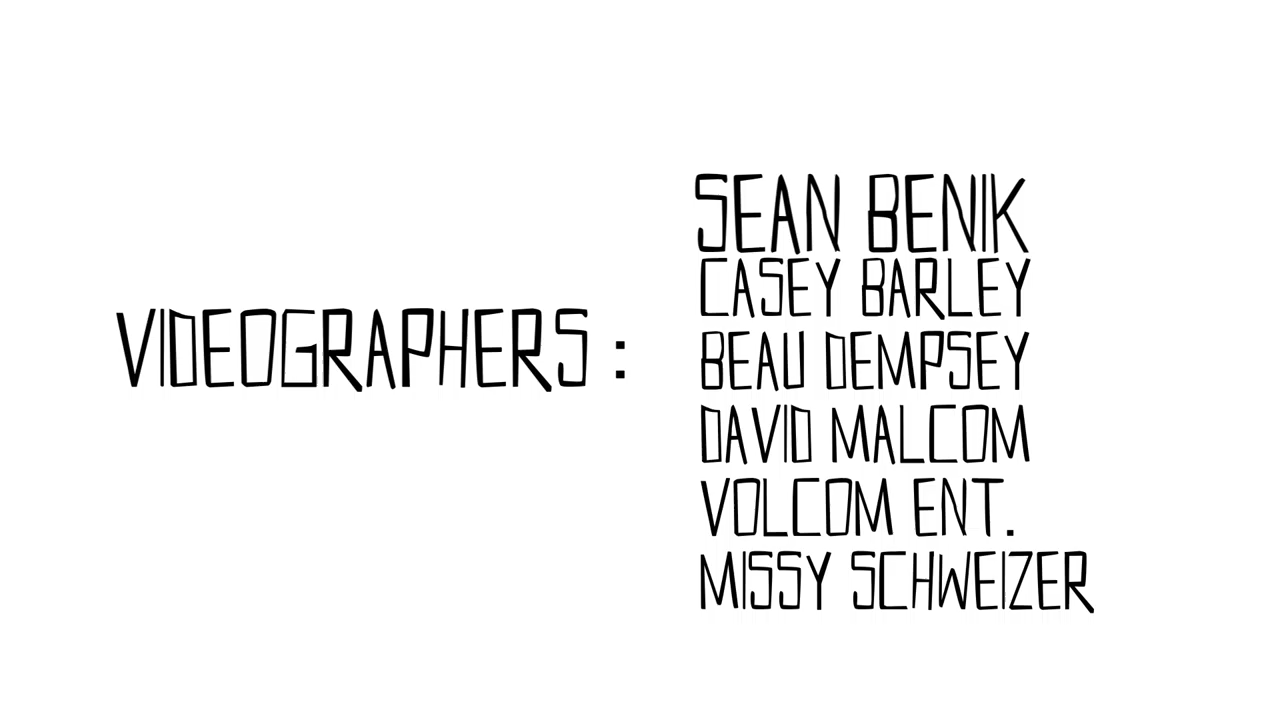 VIDEOGRAPHERS :
SEAN BENIK
CASEY BARLEY
BEAU DEMPSEY
DAVID MALCOM
VOLCOM ENT.
MISSY SCHWEIZER